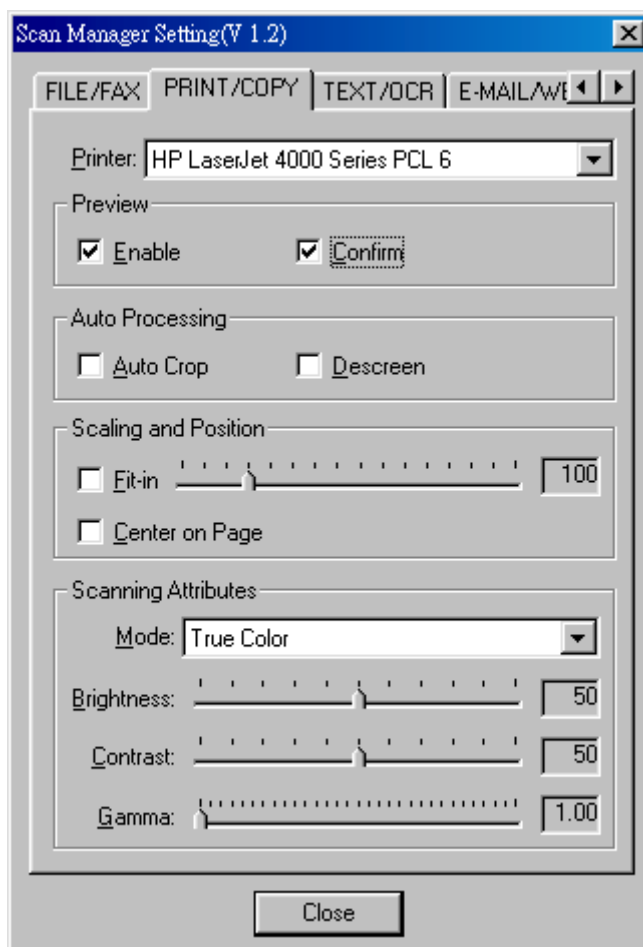 Scan Manager Setting(V 1.2)
FILE/FAX PRINT/COPY TEXT/OCR E-MAIL/WE
Printer: HP LaserJet 4000 Series PCL 6
Preview
Enable Confirm
Auto Processing
Auto Crop Descreen
Scaling and Position
Fit-in 100
Center on Page
Scanning Attributes
Mode: True Color
Brightness: 50
Contrast: 50
Gamma: 1.00
Close